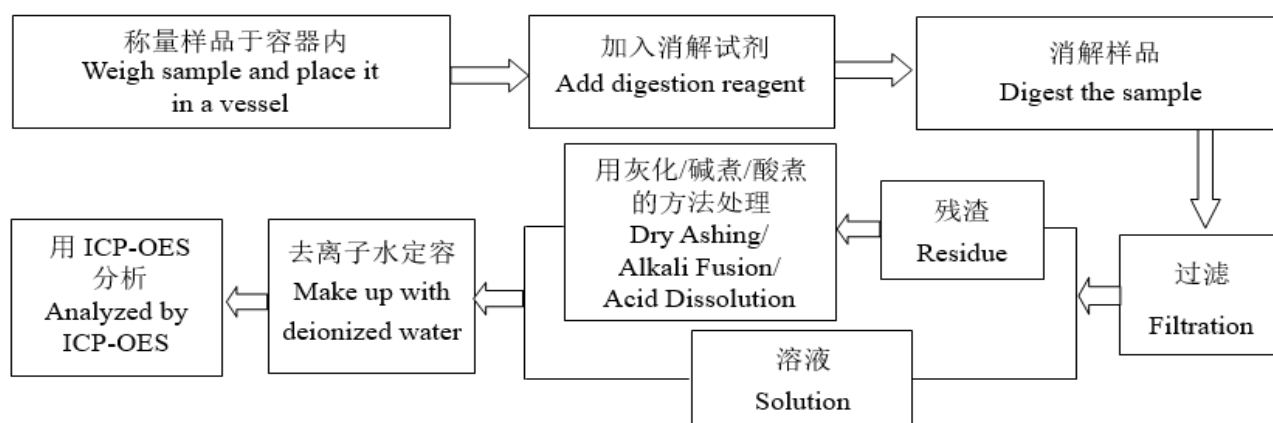 称量样品于容器内
Weigh sample and place it
in a vessel
加入消解试剂
Add digestion reagent
消解样品
Digest the sample
过滤
Filtration
残渣
Residue
用灰化/碱煮/酸煮
的方法处理
Dry Ashing/
Alkali Fusion/
Acid Dissolution
溶液
Solution
去离子水定容
Make up with
deionized water
用 ICP-OES
分析
Analyzed by
ICP-OES